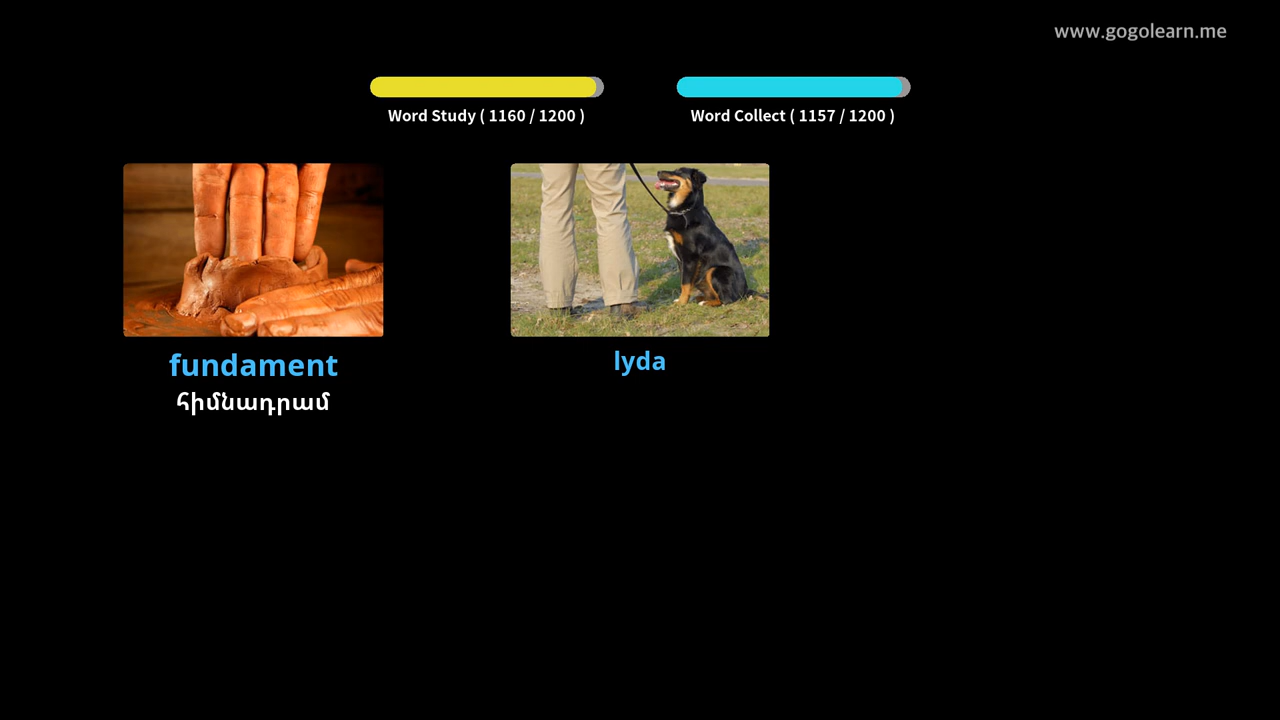 www.gogolearn.me
Word Study ( 1160 / 1200 )
Word Collect ( 1157 / 1200 )
fundament
հիմնադրամ
lyda